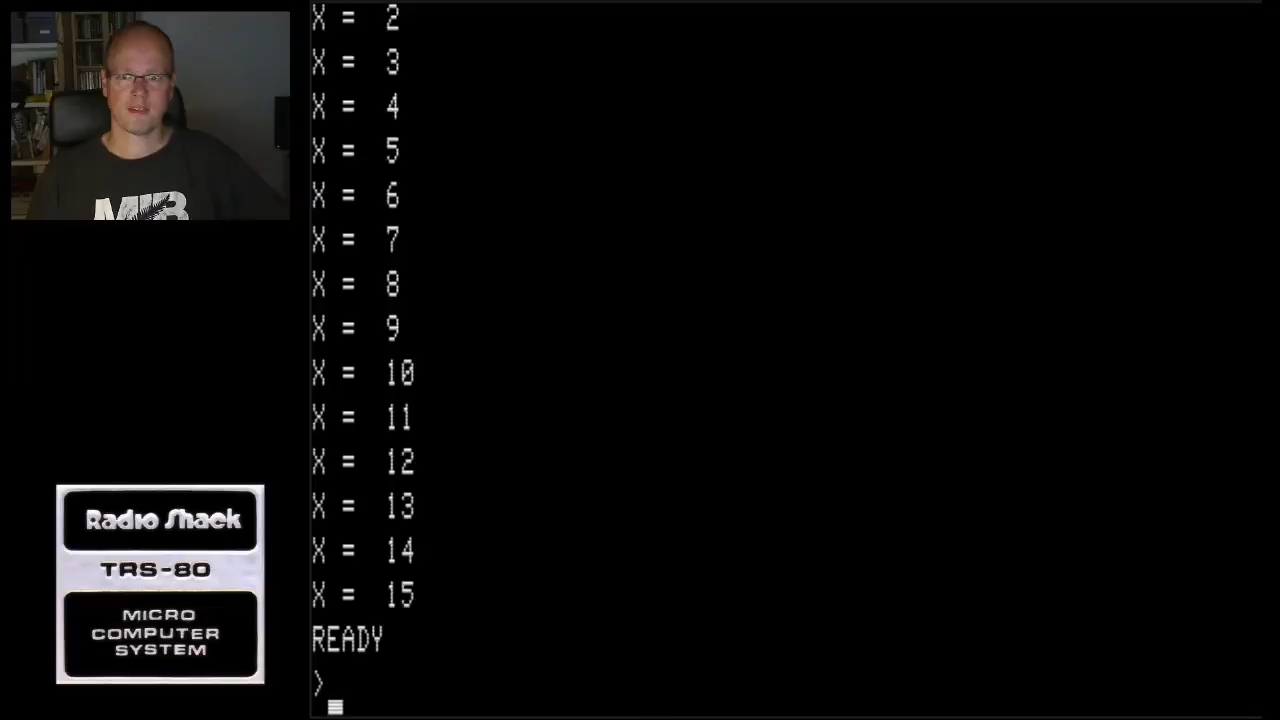 X =  2
X =  3
X =  4
X =  5
X =  6
X =  7
X =  8
X =  9
X =  10
X =  11
X =  12
X =  13
X =  14
X =  15
READY
>
Radio Shack
TRS-80
MICRO
COMPUTER
SYSTEM